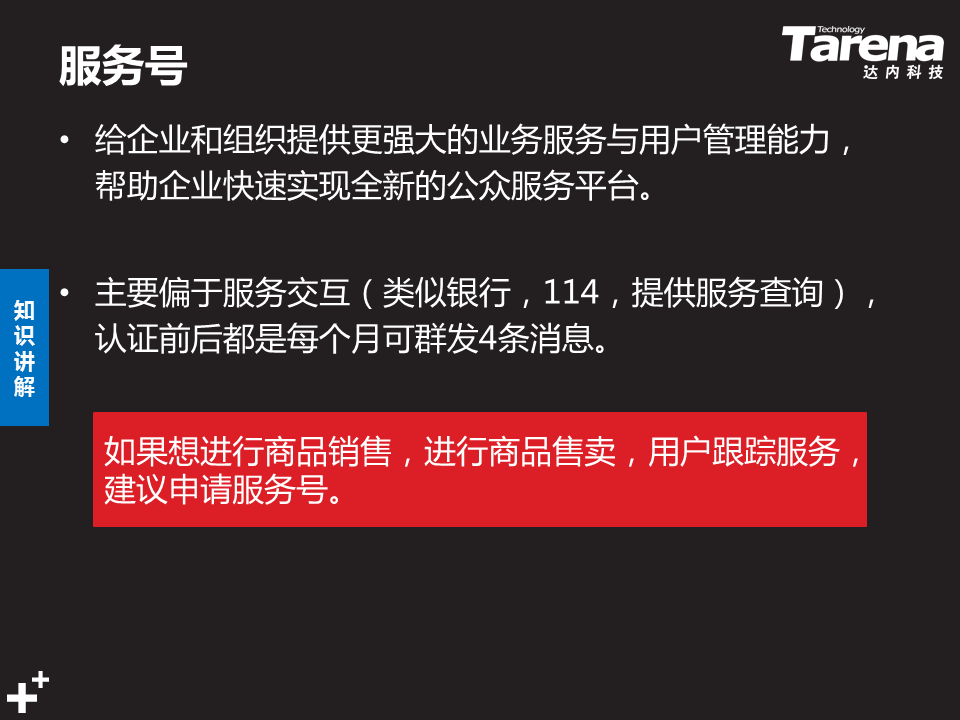 服务号
Technology
Tarena
达内科技
• 给企业和组织提供更强大的业务服务与用户管理能力，
帮助企业快速实现全新的公众服务平台。
• 主要偏于服务交互（类似银行，114，提供服务查询），
认证前后都是每个月可群发4条消息。
知识讲解
如果想进行商品销售，进行商品售卖，用户跟踪服务，
建议申请服务号。